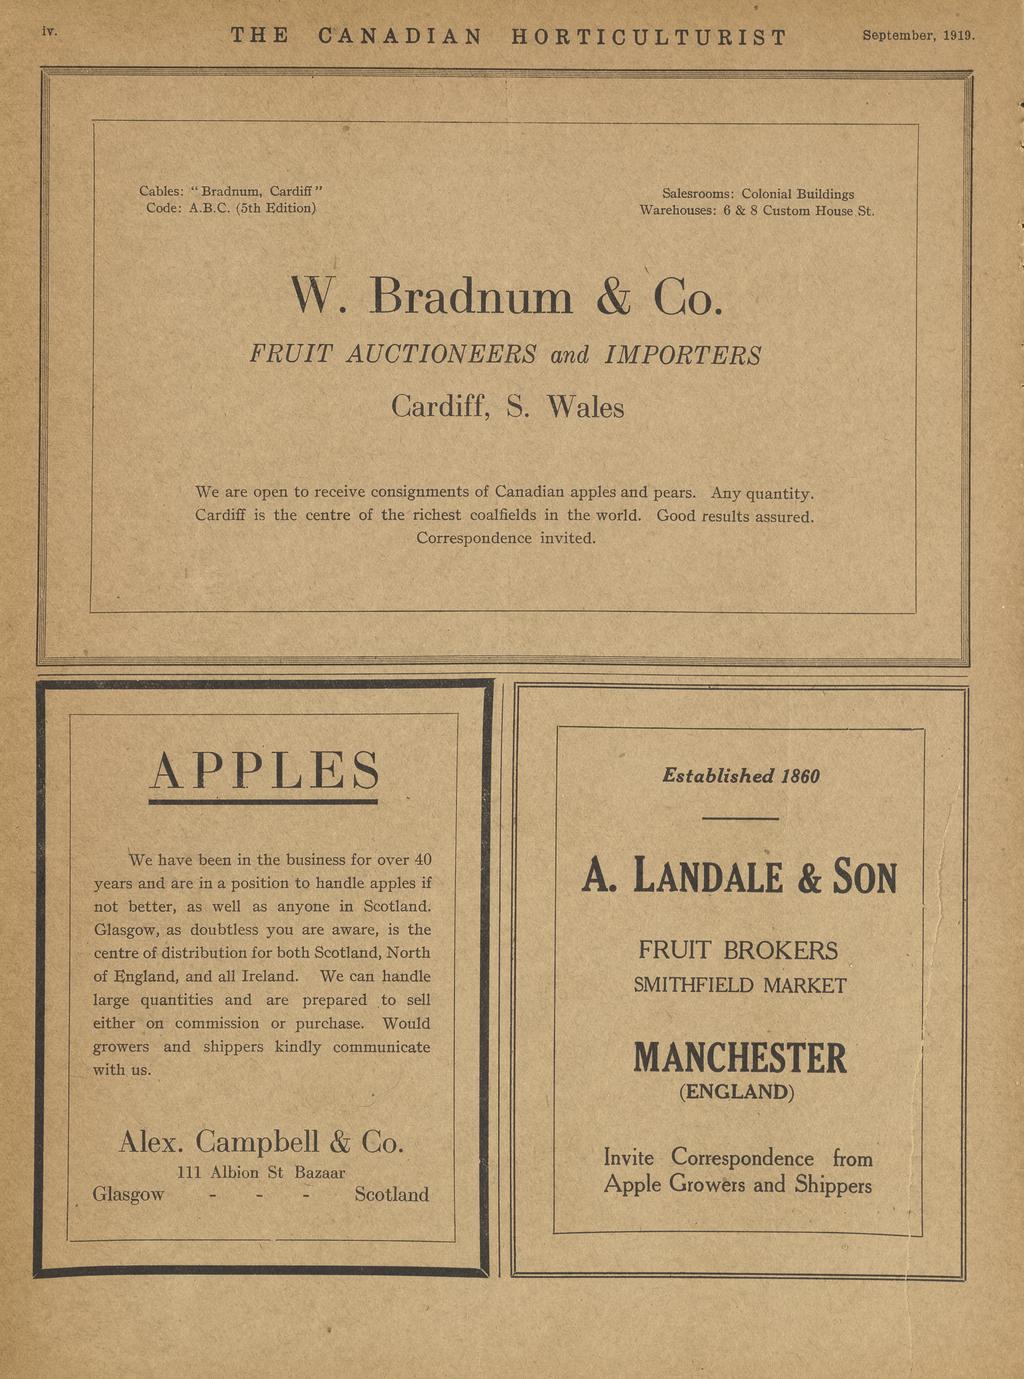 iv.
THE CANADIAN HORTICULTURIST
September, 1919.
Cables: "Bradnum, Cardiff"
Code: A.B.C. (5th Edition)
Salesrooms: Colonial Buildings
Warehouses: 6 & 8 Custom House St.
W. Bradnum & Co.
FRUIT AUCTIONEERS and IMPORTERS
Cardiff, S. Wales
We are open to receive consignments of Canadian apples and pears. Any quantity.
Cardiff is the centre of the richest coalfields in the world. Good results assured.
Correspondence invited.
APPLES
We have been in the business for over 40
years and are in a position to handle apples if
not better, as well as anyone in Scotland.
Glasgow, as doubtless you are aware, is the
centre of distribution for both Scotland, North
of England, and all Ireland. We can handle
large quantities and are prepared to sell
either on commission or purchase. Would
growers and shippers kindly communicate
with us.
Alex. Campbell & Co.
111 Albion St Bazaar
Glasgow - - - Scotland
Established 1860
A. LANDALE & SON
FRUIT BROKERS
SMITHFIELD MARKET
MANCHESTER
(ENGLAND)
Invite Correspondence from
Apple Growers and Shippers